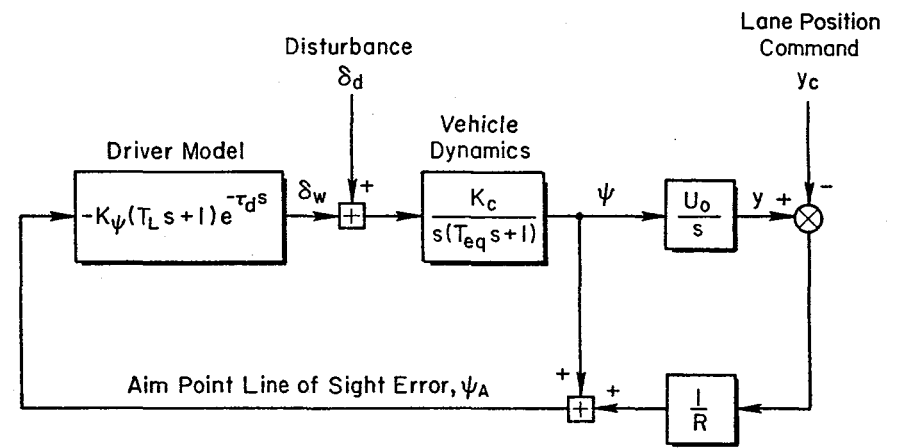 Disturbance
δd
Lane Position
Command
yc
Driver Model
Vehicle
Dynamics
-Kψ(TLs+1)e^-τds
δw
+
+
Kc
s(Teqs+1)
ψ
Uo
s
y
+
-
⊗
Aim Point Line of Sight Error, ψA
+
+
+
1
R